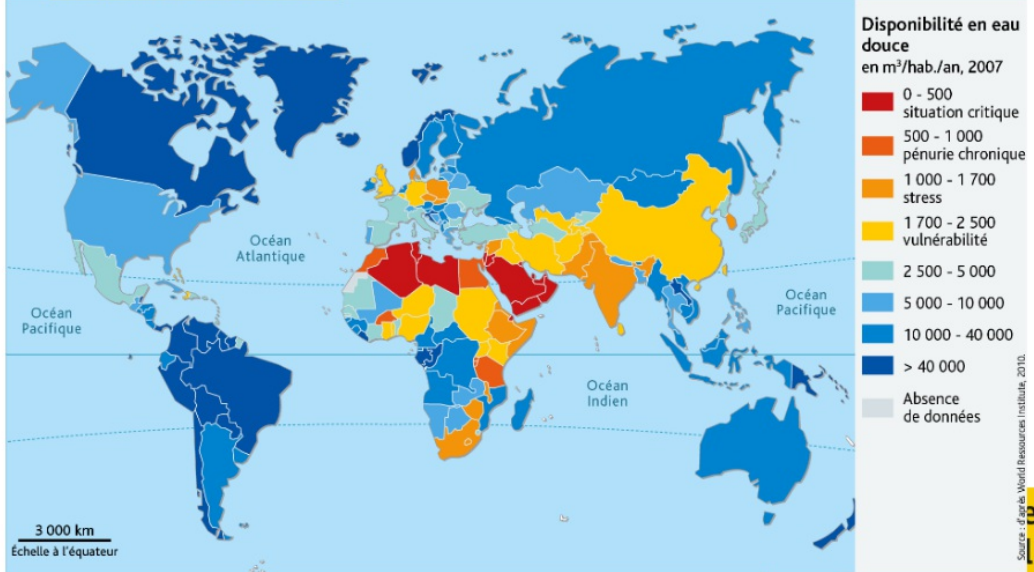 Disponibilité en eau
douce
en m³/hab./an, 2007
0 - 500
situation critique
500 - 1 000
pénurie chronique
1 000 - 1 700
stress
1 700 - 2 500
vulnérabilité
2 500 - 5 000
5 000 - 10 000
10 000 - 40 000
> 40 000
Absence
de données
Océan
Atlantique
Océan
Pacifique
Océan
Pacifique
Océan
Indien
3 000 km
Échelle à l'équateur
Source : d'après World Ressources Institute, 2010.